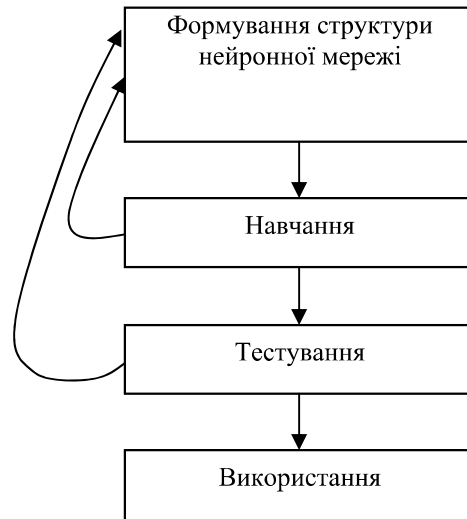 Формування структури
нейронної мережі
Навчання
Тестування
Використання